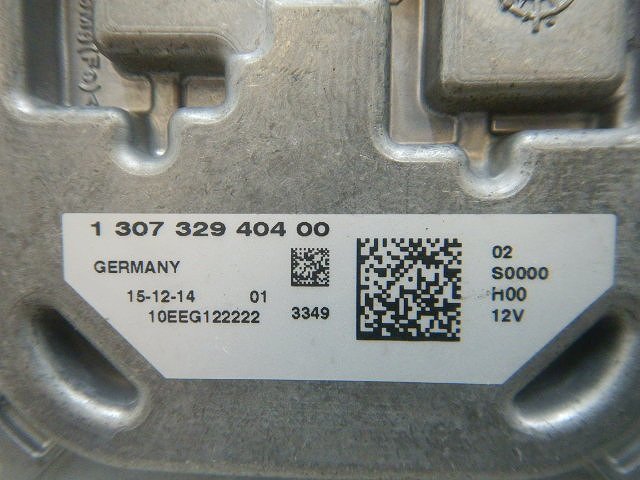 1 307 329 404 00
GERMANY
15-12-14 01
10EEG122222 3349
02
S0000
H00
12V